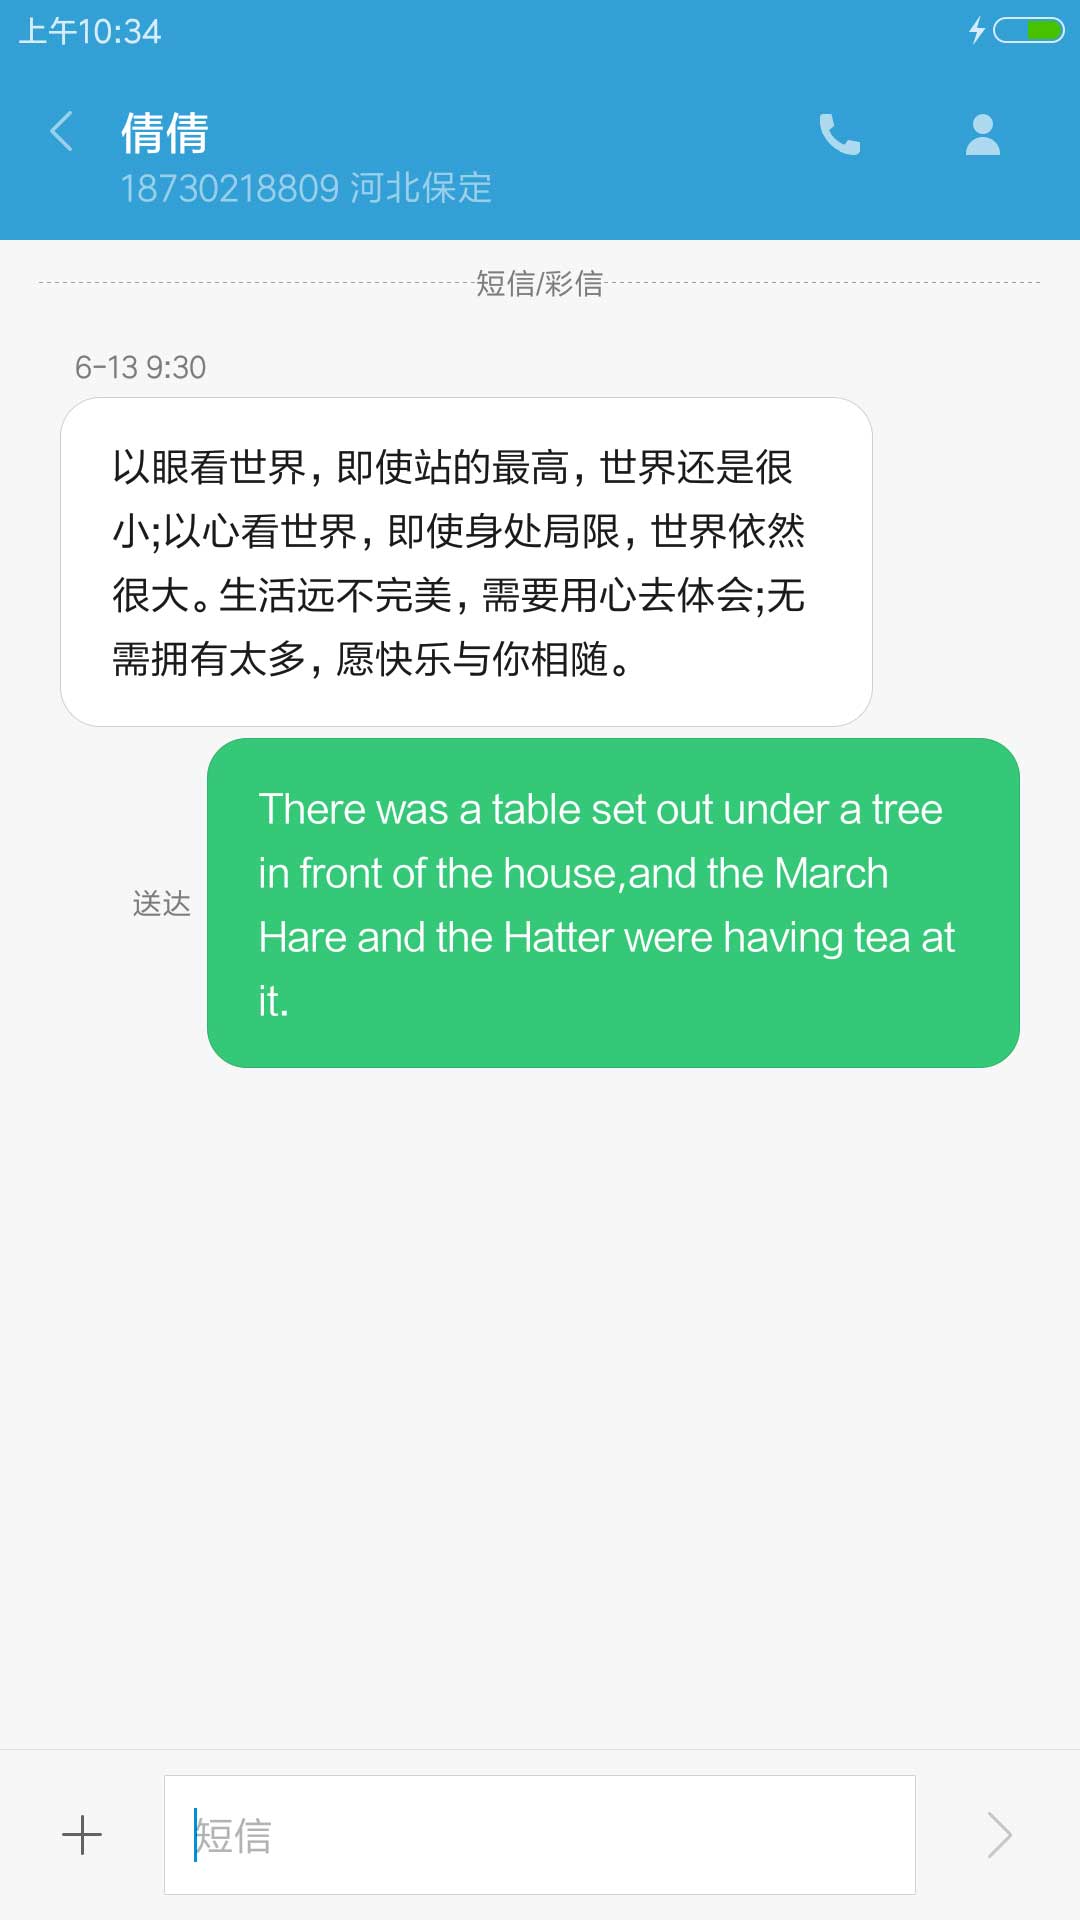 上午10:34
倩倩
18730218809 河北保定
短信/彩信
6-13 9:30
以眼看世界，即使站的最高，世界还是很
小;以心看世界，即使身处局限，世界依然
很大。生活远不完美，需要用心去体会;无
需拥有太多，愿快乐与你相随。
There was a table set out under a tree
in front of the house,and the March
Hare and the Hatter were having tea at
it.
送达
短信